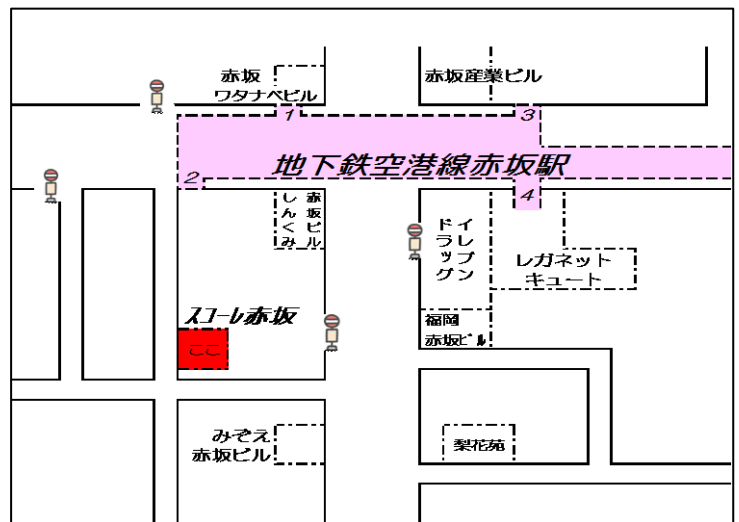 赤坂
ワタナベビル
赤坂産業ビル
1
3
地下鉄空港線赤坂駅
2
4
赤坂ビル
しんくみ
イレブン
ドラッグ
レガネット
キュート
スコーレ赤坂
ここ
福岡
赤坂ビル
みぞえ
赤坂ビル
梨花苑